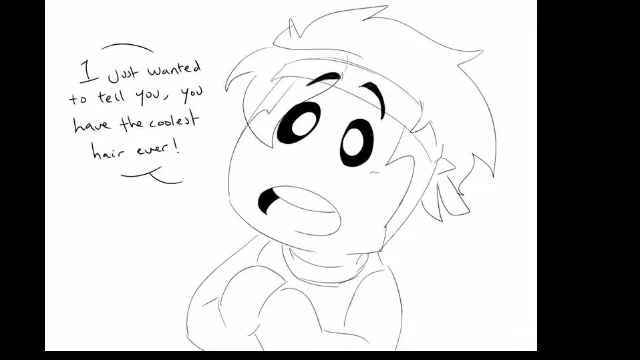 I just wanted
to tell you, you
have the coolest
hair ever!